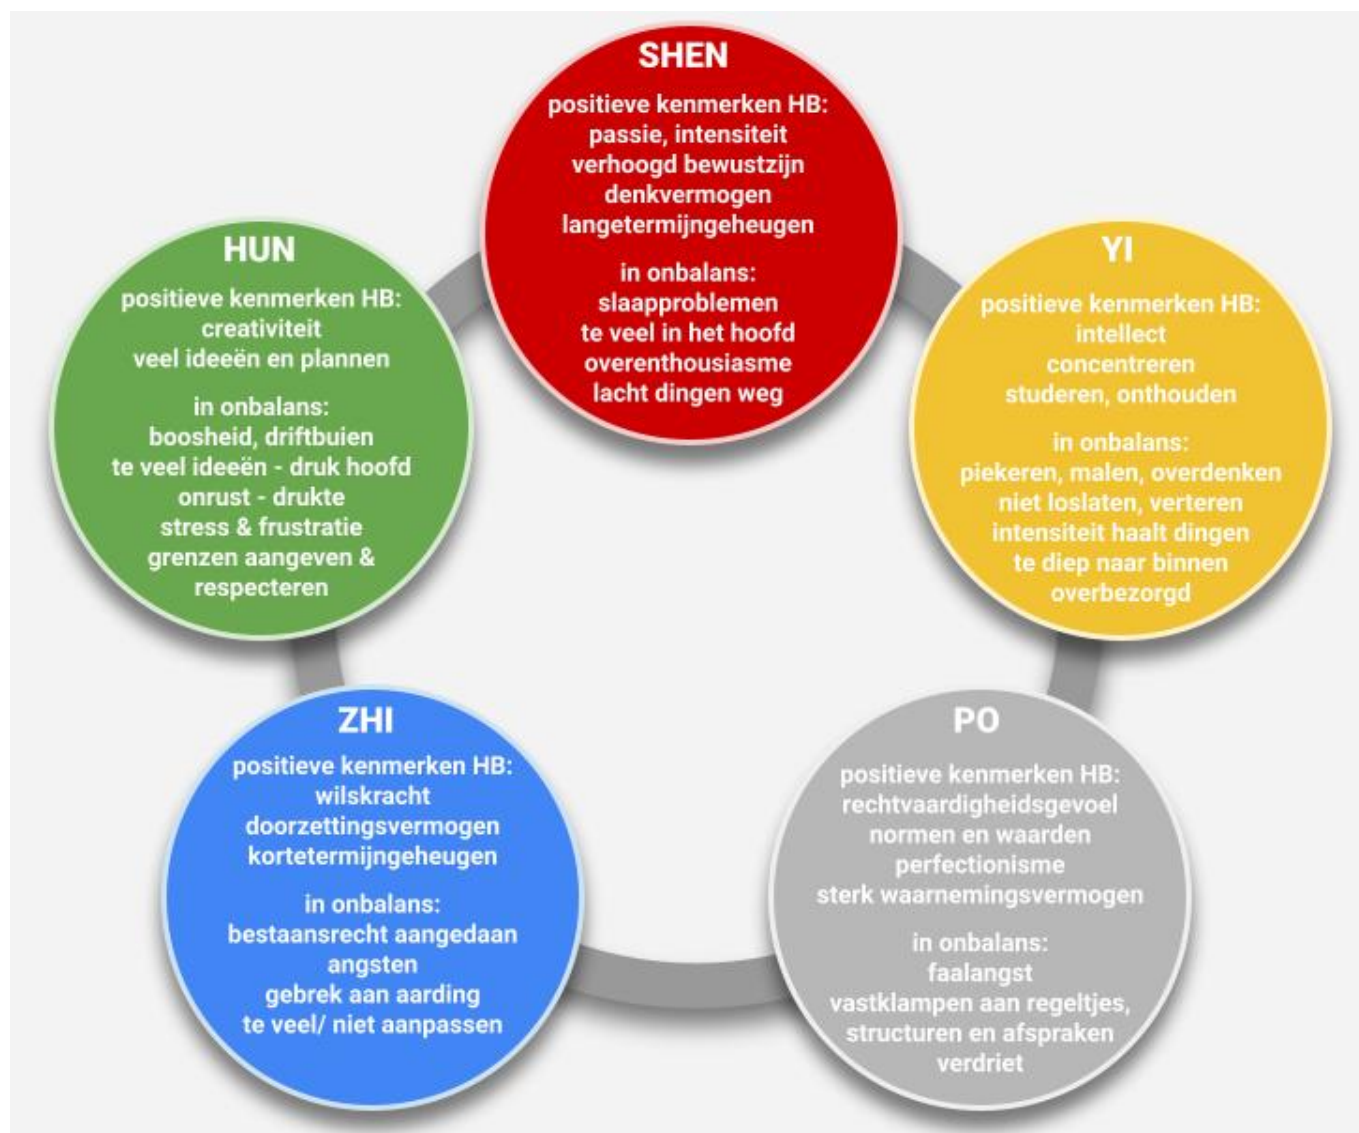 SHEN
positieve kenmerken HB:
passie, intensiteit
verhoogd bewustzijn
denkvermogen
langetermijngeheugen
in onbalans:
slaapproblemen
te veel in het hoofd
overenthousiasme
lacht dingen weg
HUN
positieve kenmerken HB:
creativiteit
veel ideeën en plannen
in onbalans:
boosheid, driftbuien
te veel ideeën - druk hoofd
onrust - drukte
stress & frustratie
grenzen aangeven &
respecteren
YI
positieve kenmerken HB:
intellect
concentreren
studeren, onthouden
in onbalans:
piekeren, malen, overdenken
niet loslaten, verteren
intensiteit haalt dingen
te diep naar binnen
overbezorgd
ZHI
positieve kenmerken HB:
wilskracht
doorzettingsvermogen
kortetermijngeheugen
in onbalans:
bestaansrecht aangedaan
angsten
gebrek aan aarding
te veel/ niet aanpassen
PO
positieve kenmerken HB:
rechtvaardigheidsgevoel
normen en waarden
perfectionisme
sterk waarnemingsvermogen
in onbalans:
faalangst
vastklampen aan regeltjes,
structuren en afspraken
verdriet